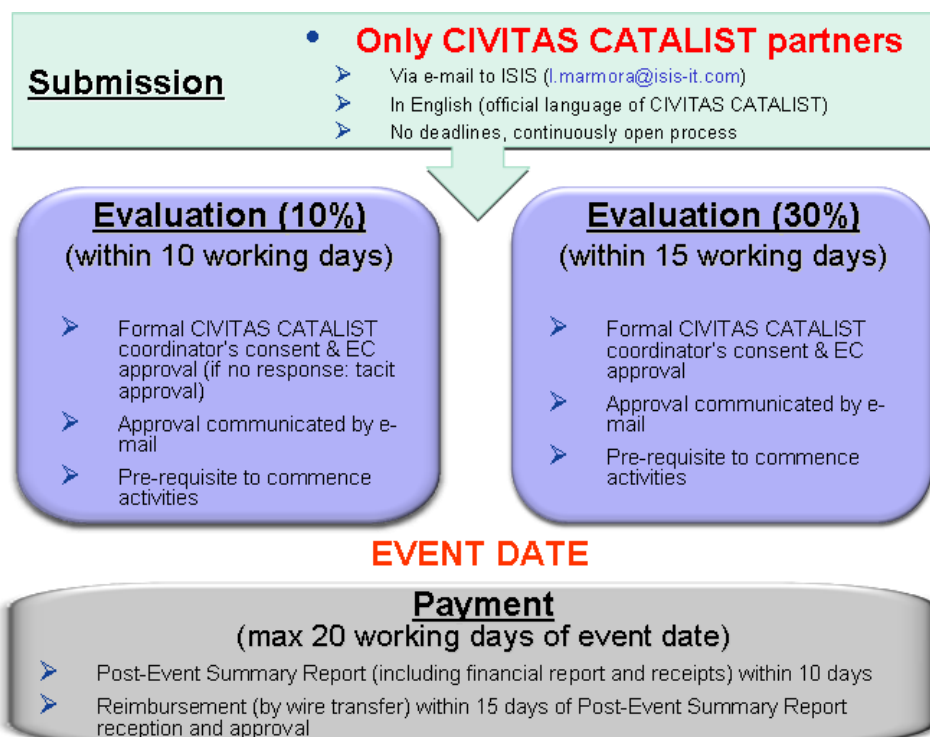 • Only CIVITAS CATALIST partners
Submission
➢ Via e-mail to ISIS (l.marmora@isis-it.com)
➢ In English (official language of CIVITAS CATALIST)
➢ No deadlines, continuously open process
Evaluation (10%)
(within 10 working days)
➢ Formal CIVITAS CATALIST
coordinator's consent & EC
approval (if no response: tacit
approval)
➢ Approval communicated by e-
mail
➢ Pre-requisite to commence
activities
Evaluation (30%)
(within 15 working days)
➢ Formal CIVITAS CATALIST
coordinator's consent & EC
approval
➢ Approval communicated by e-
mail
➢ Pre-requisite to commence
activities
EVENT DATE
Payment
(max 20 working days of event date)
➢ Post-Event Summary Report (including financial report and receipts) within 10 days
➢ Reimbursement (by wire transfer) within 15 days of Post-Event Summary Report
reception and approval